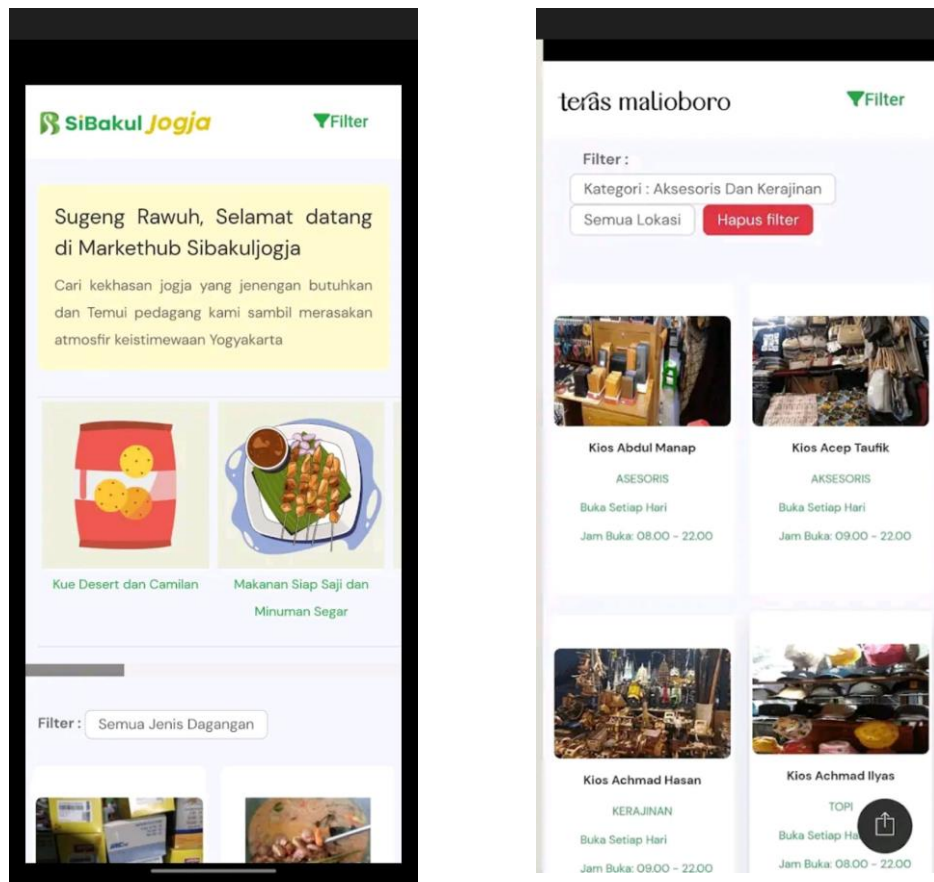 SiBakul Jogja
Filter
Sugeng Rawuh, Selamat datang
di Markethub Sibakuljogja
Cari kekhasan jogja yang jenengan butuhkan
dan Temui pedagang kami sambil merasakan
atmosfir keistimewaan Yogyakarta
Kue Desert dan Camilan
Makanan Siap Saji dan
Minuman Segar
Filter : Semua Jenis Dagangan
teras malioboro
Filter
Filter :
Kategori : Aksesoris Dan Kerajinan
Semua Lokasi
Hapus filter
Kios Abdul Manap
ASESORIS
Buka Setiap Hari
Jam Buka: 08.00 - 22.00
Kios Acep Taufik
AKSESORIS
Buka Setiap Hari
Jam Buka: 09.00 - 22.00
Kios Achmad Hasan
KERAJINAN
Buka Setiap Hari
Jam Buka: 09.00 - 22.00
Kios Achmad Ilyas
TOPI
Buka Setiap Ha
Jam Buka: 08.00 - 22.00